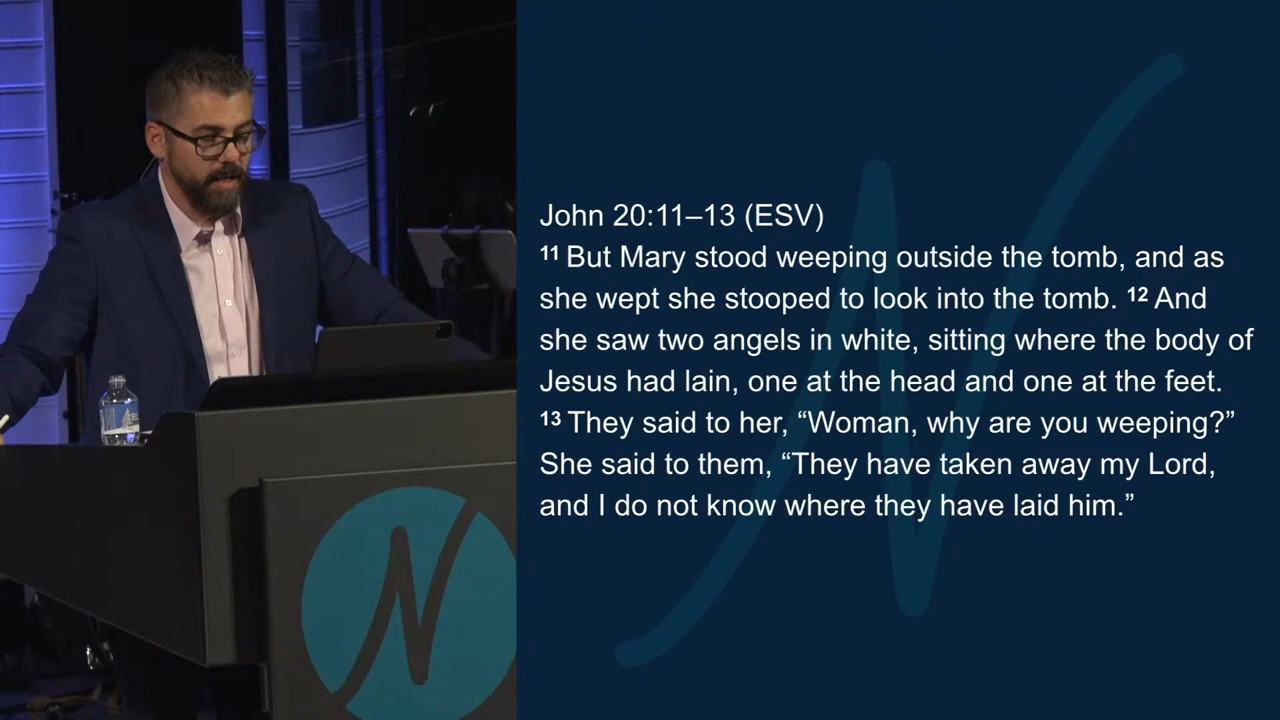 John 20:11–13 (ESV)
11 But Mary stood weeping outside the tomb, and as
she wept she stooped to look into the tomb. 12 And
she saw two angels in white, sitting where the body of
Jesus had lain, one at the head and one at the feet.
13 They said to her, “Woman, why are you weeping?”
She said to them, “They have taken away my Lord,
and I do not know where they have laid him.”
N